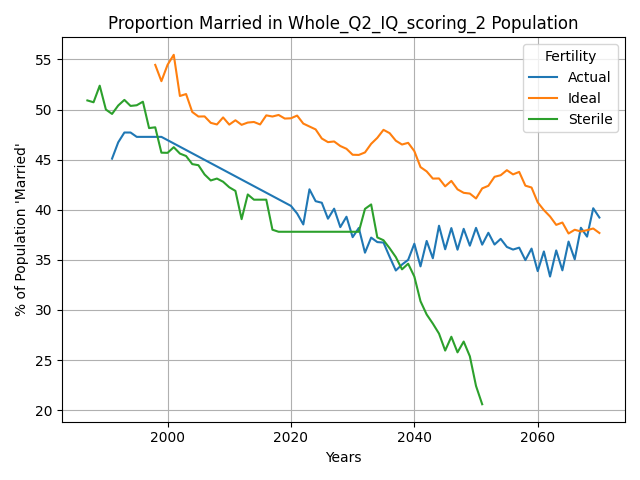 Proportion Married in Whole_Q2_IQ_scoring_2 Population
% of Population 'Married'
55
50
45
40
35
30
25
20
Fertility
Actual
Ideal
Sterile
2000 2020 2040 2060
Years